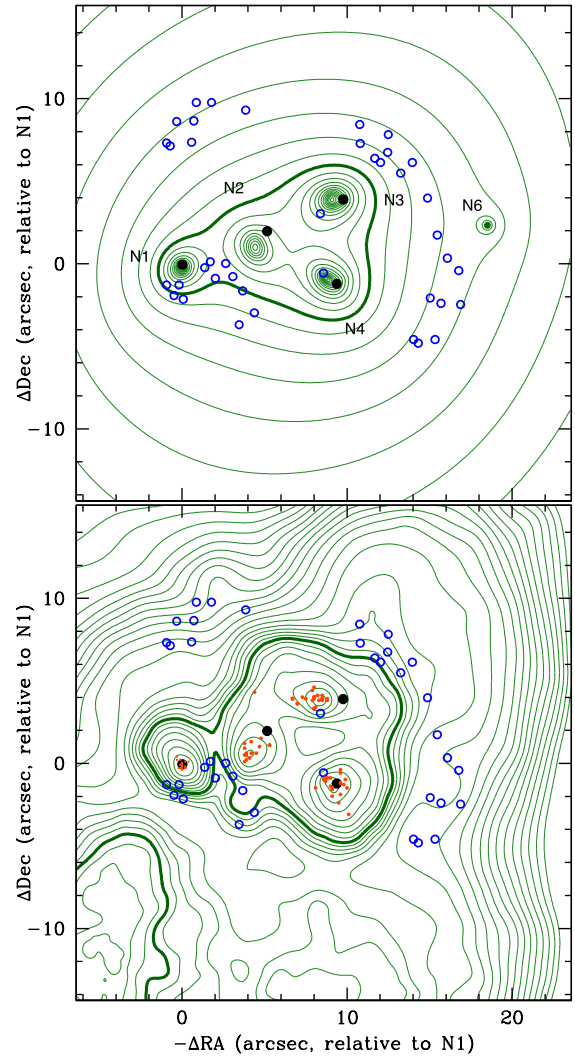 10
0
−10
ΔDec (arcsec, relative to N1)
N1
N2
N3
N4
N6
10
0
−10
ΔDec (arcsec, relative to N1)
0
10
20
−ΔRA (arcsec, relative to N1)